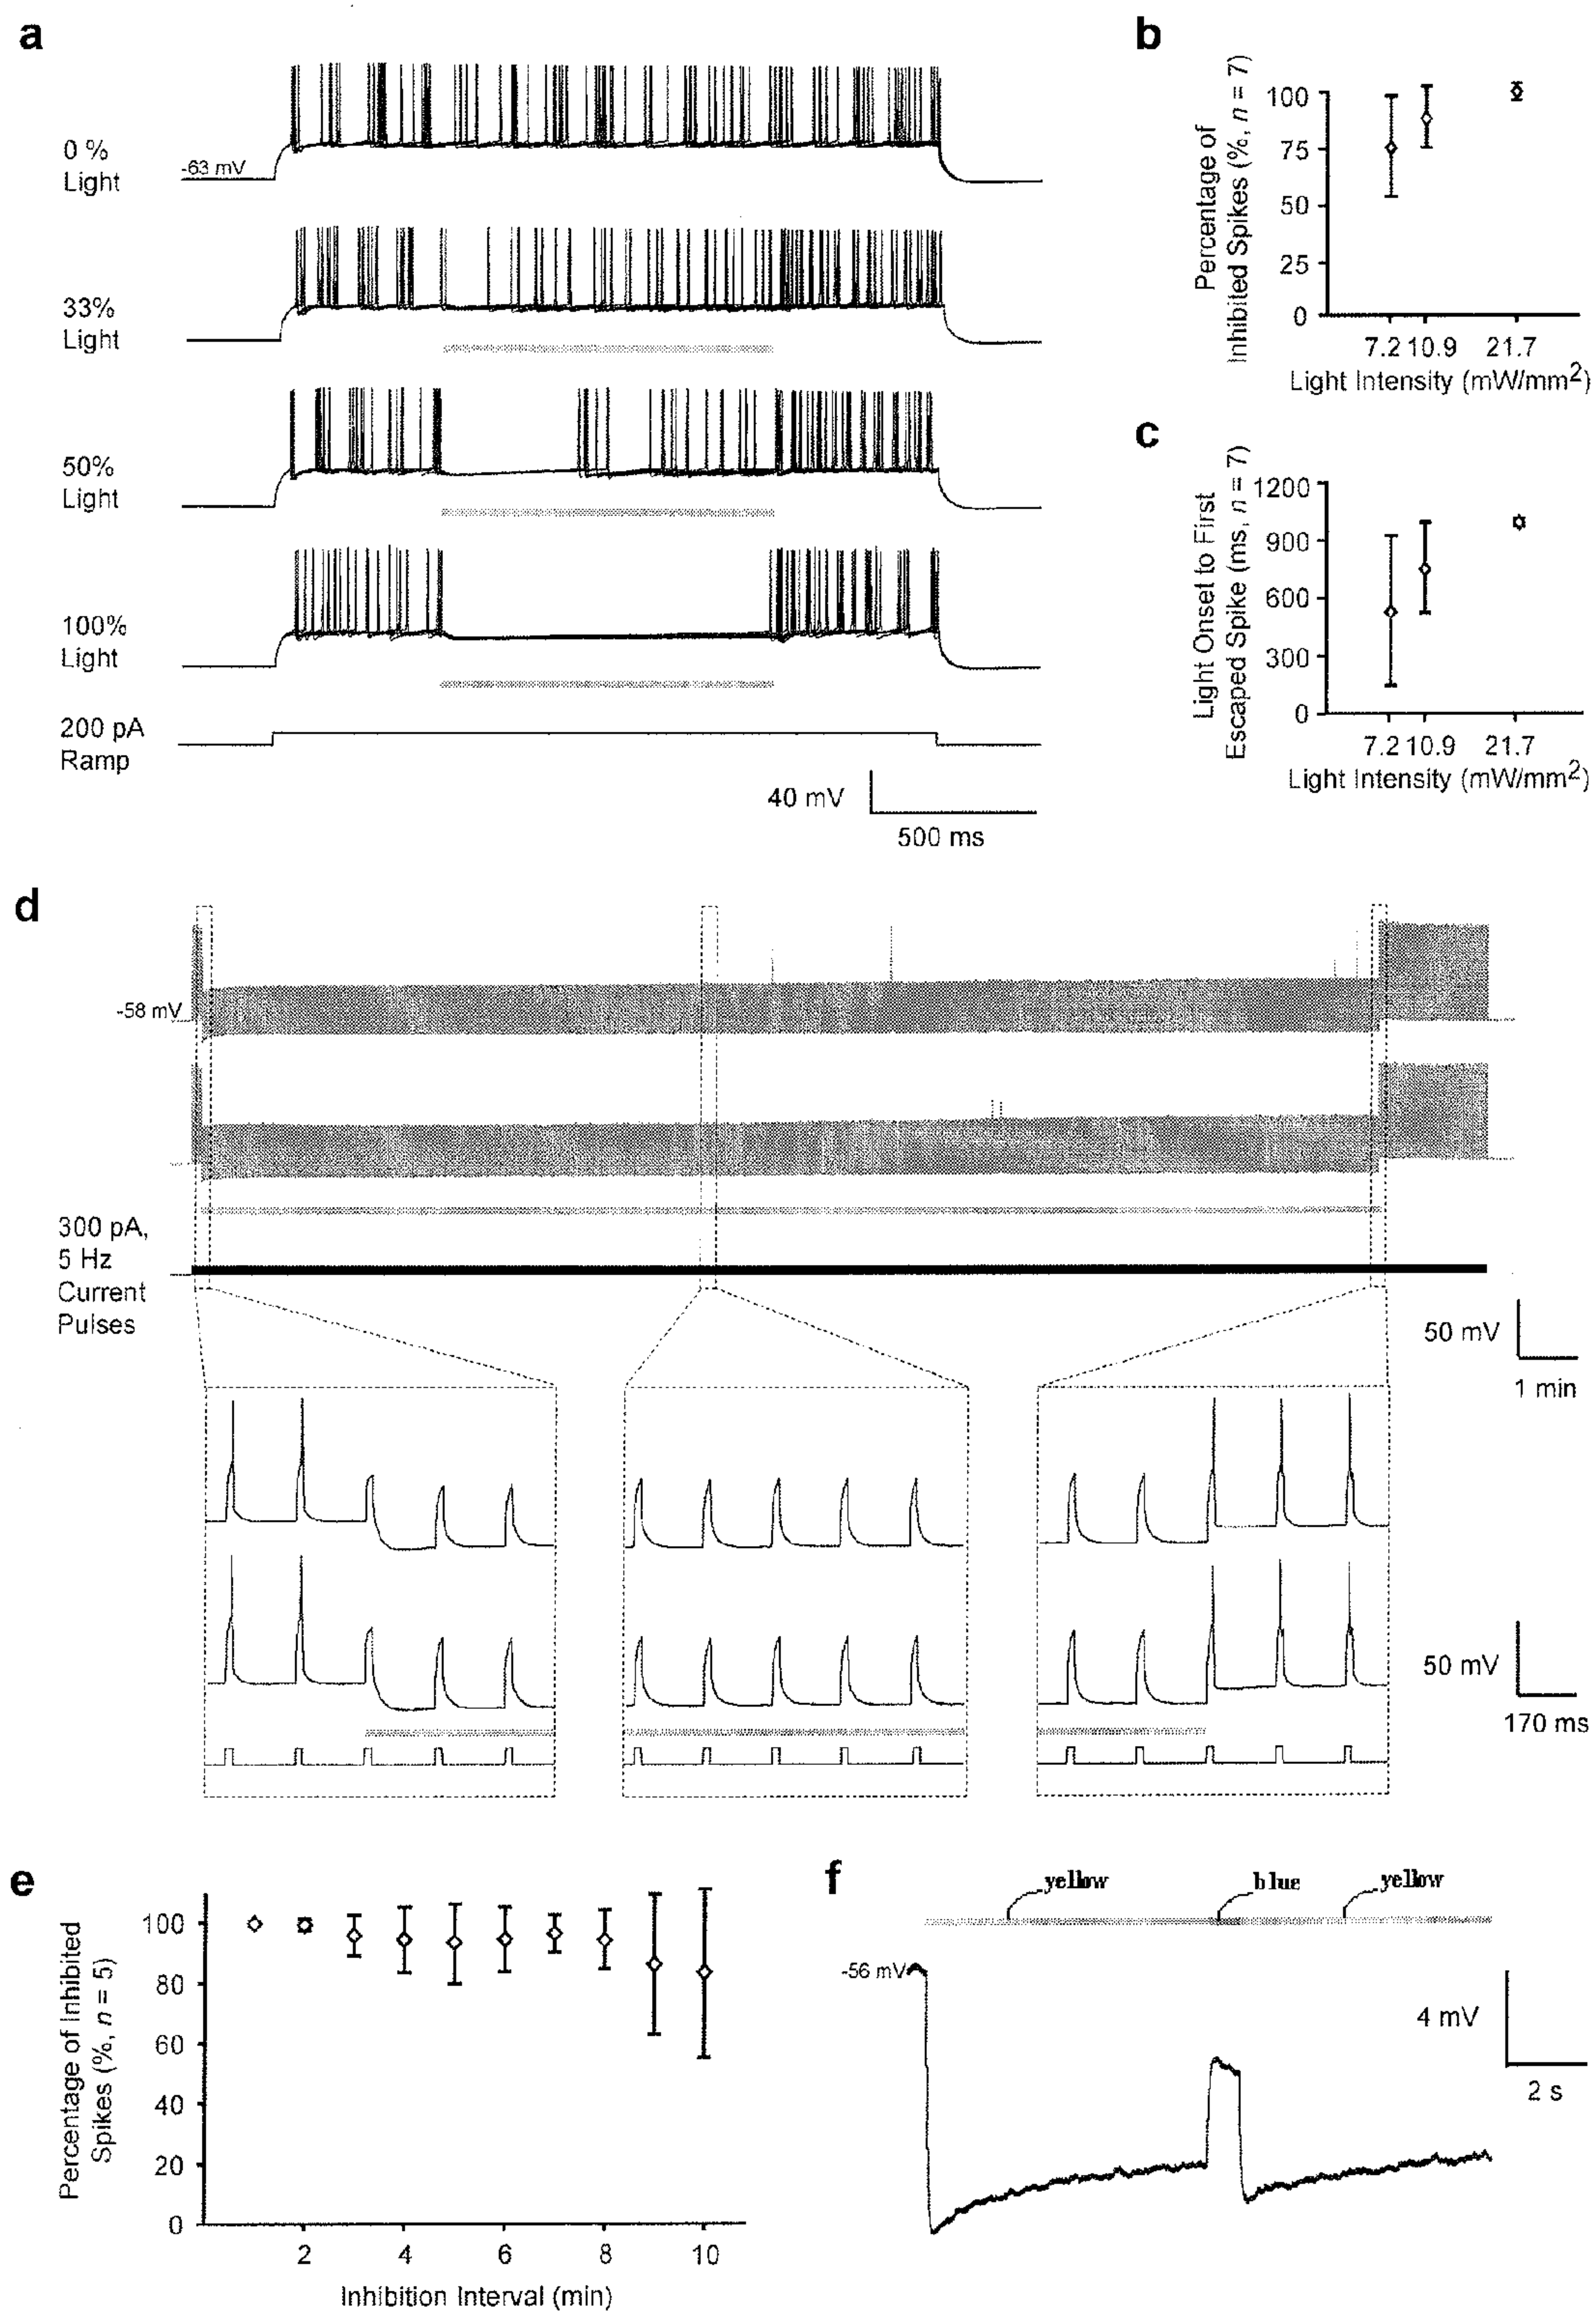 a
0 %
Light
-63 mV
33%
Light
50%
Light
100%
Light
200 pA
Ramp
40 mV
500 ms
b
Percentage of
Inhibited Spikes (%, n = 7)
100
75
50
25
0
7.2 10.9 21.7
Light Intensity (mW/mm2)
c
Light Onset to First
Escaped Spike (ms, n = 7)
1200
900
600
300
0
7.2 10.9 21.7
Light Intensity (mW/mm2)
d
-58 mV
300 pA,
5 Hz
Current
Pulses
50 mV
1 min
50 mV
170 ms
e
Percentage of Inhibited
Spikes (%, n = 5)
100
80
60
40
20
0
2 4 6 8 10
Inhibition Interval (min)
f
yellow blue yellow
-56 mV
4 mV
2 s